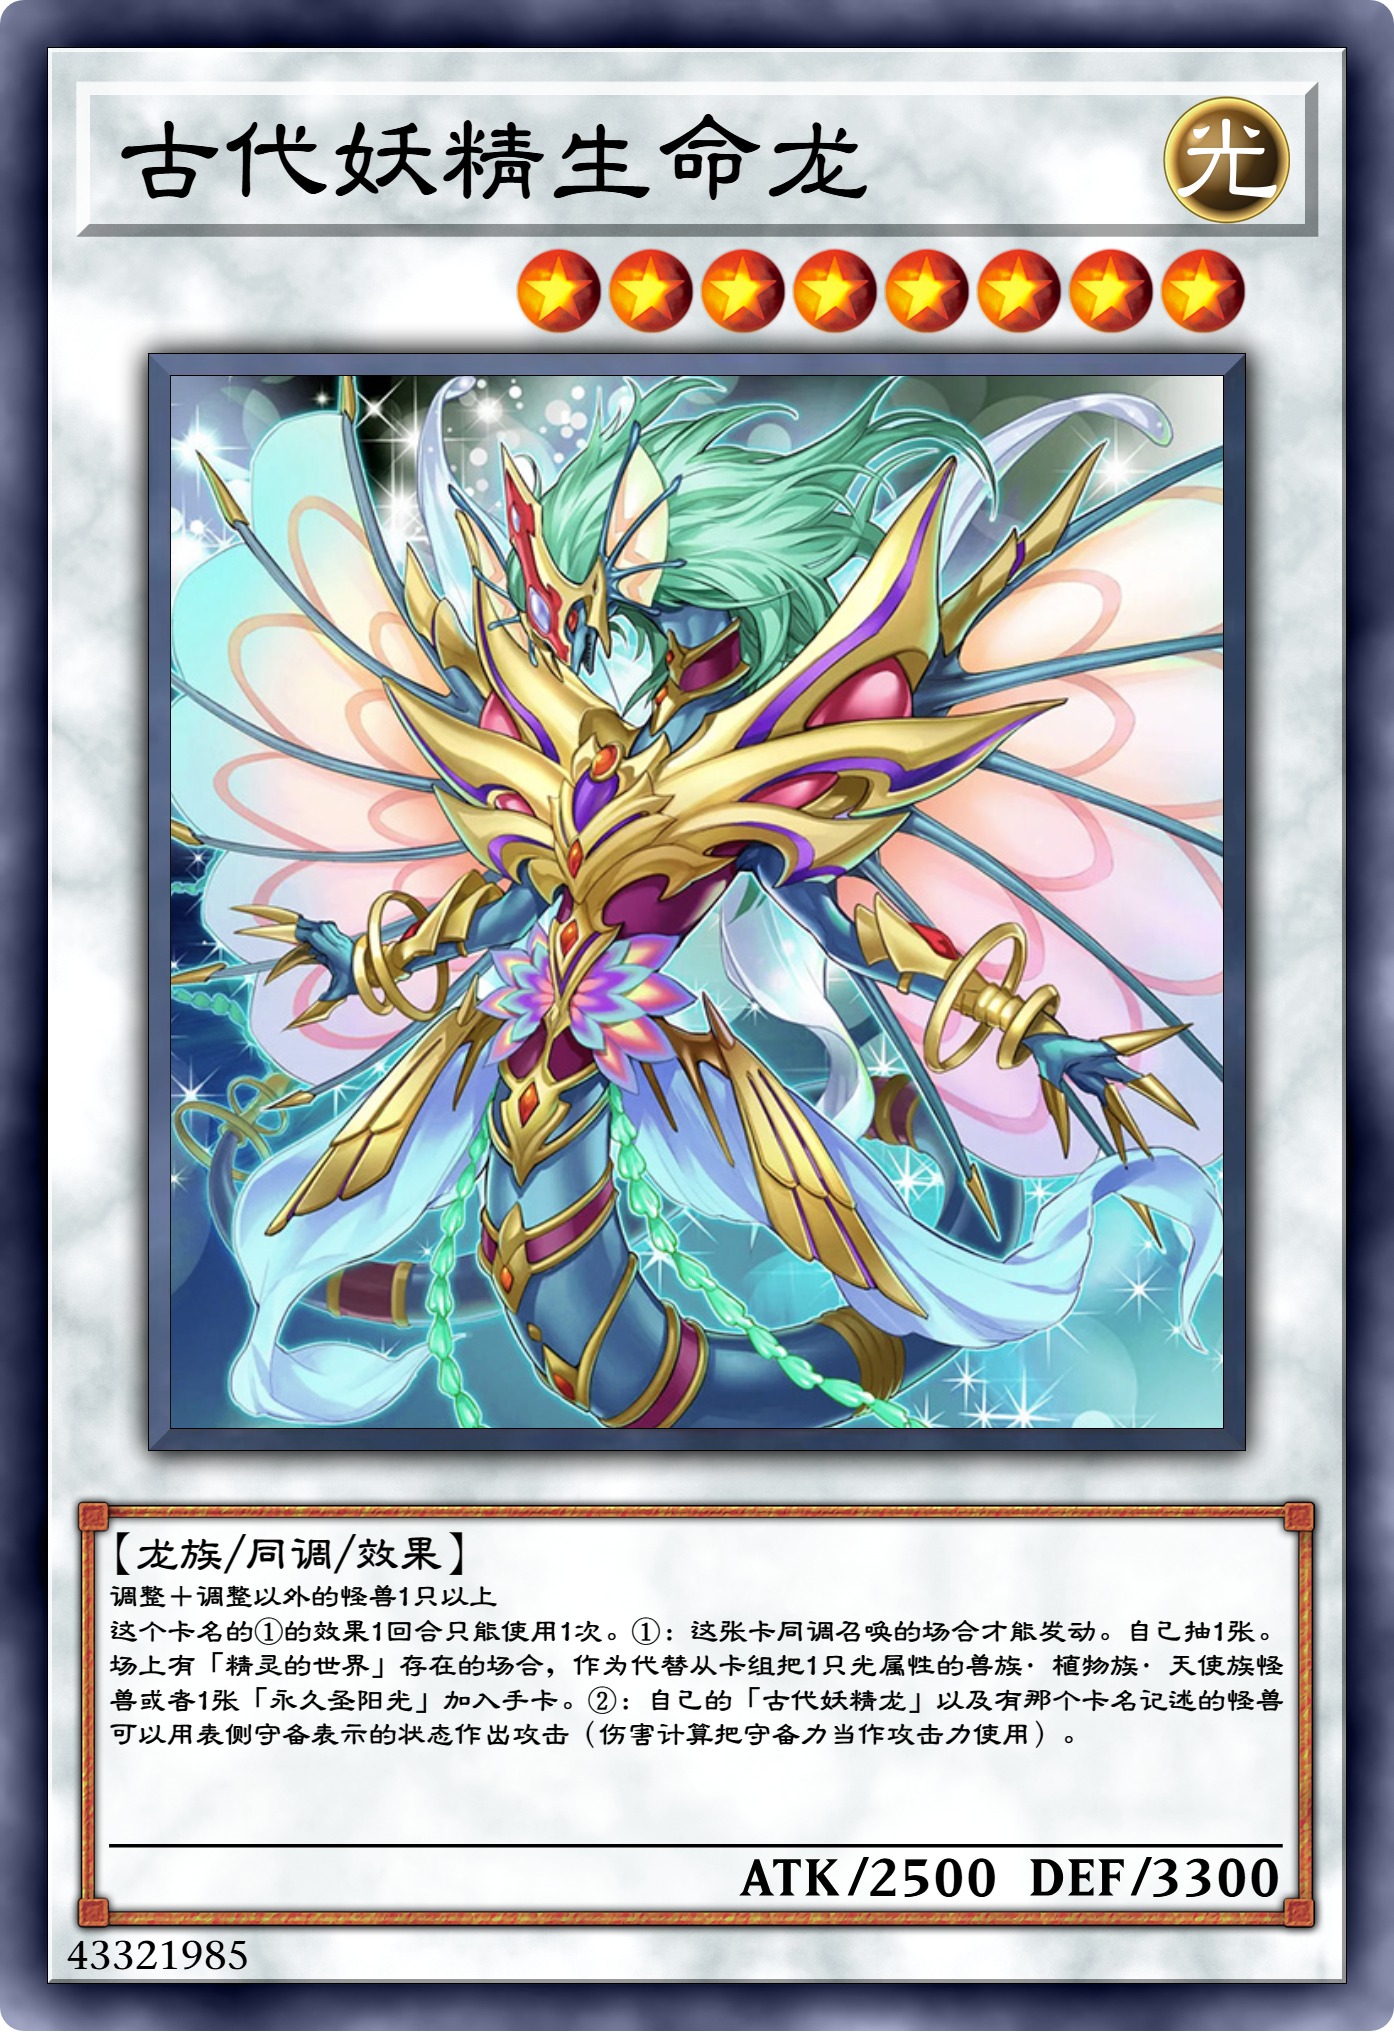 古代妖精生命龙
光
【龙族/同调/效果】
调整＋调整以外的怪兽1只以上
这个卡名的①的效果1回合只能使用1次。①：这张卡同调召唤的场合才能发动。自己抽1张。
场上有「精灵的世界」存在的场合，作为代替从卡组把1只光属性的兽族·植物族·天使族怪
兽或者1张「永久圣阳光」加入手卡。②：自己的「古代妖精龙」以及有那个卡名记述的怪兽
可以用表侧守备表示的状态作出攻击（伤害计算把守备力当作攻击力使用）。
ATK/2500 DEF/3300
43321985